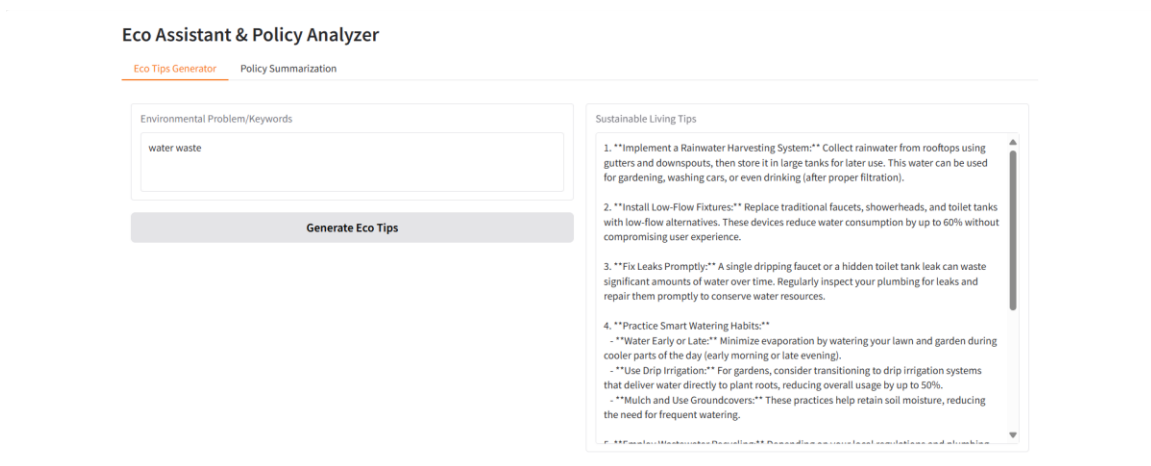 Eco Assistant & Policy Analyzer
Eco Tips Generator Policy Summarization
Environmental Problem/Keywords
water waste
Generate Eco Tips
Sustainable Living Tips
1. **Implement a Rainwater Harvesting System:** Collect rainwater from rooftops using
gutters and downspouts, then store it in large tanks for later use. This water can be used
for gardening, washing cars, or even drinking (after proper filtration).
2. **Install Low-Flow Fixtures:** Replace traditional faucets, showerheads, and toilet tanks
with low-flow alternatives. These devices reduce water consumption by up to 60% without
compromising user experience.
3. **Fix Leaks Promptly:** A single dripping faucet or a hidden toilet tank leak can waste
significant amounts of water over time. Regularly inspect your plumbing for leaks and
repair them promptly to conserve water resources.
4. **Practice Smart Watering Habits:**
- **Water Early or Late:** Minimize evaporation by watering your lawn and garden during
cooler parts of the day (early morning or late evening).
- **Use Drip Irrigation:** For gardens, consider transitioning to drip irrigation systems
that deliver water directly to plant roots, reducing overall usage by up to 50%.
- **Mulch and Use Groundcovers:** These practices help retain soil moisture, reducing
the need for frequent watering.